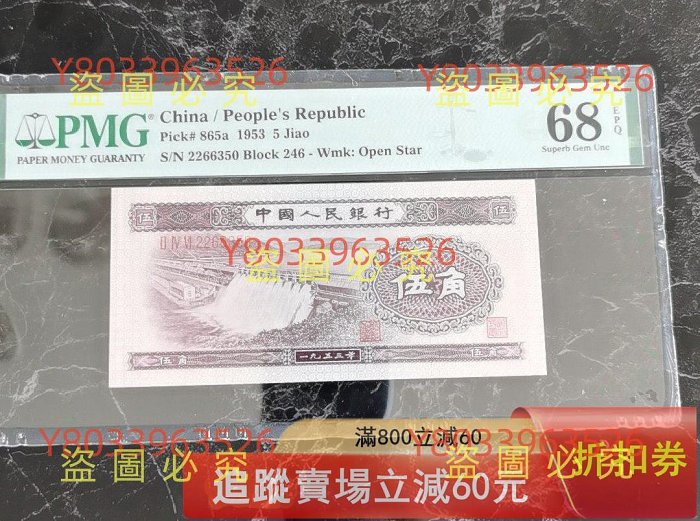 Y8033963526
盜圖必究
Y8033963526
盜圖必究
PMG
PAPER MONEY GUARANTY
China / People's Republic
Pick# 865a 1953 5 Jiao
S/N 2266350 Block 246 - Wmk: Open Star
68 EPQ
Superb Gem Unc
伍
中國人民銀行
伍
Y8033963526
盜圖必究
伍角
伍角
一九五三年
Y8033963526
盜圖必究
Y8033963526
盜圖必究
滿800立減60
追蹤賣場立減60元
折扣券